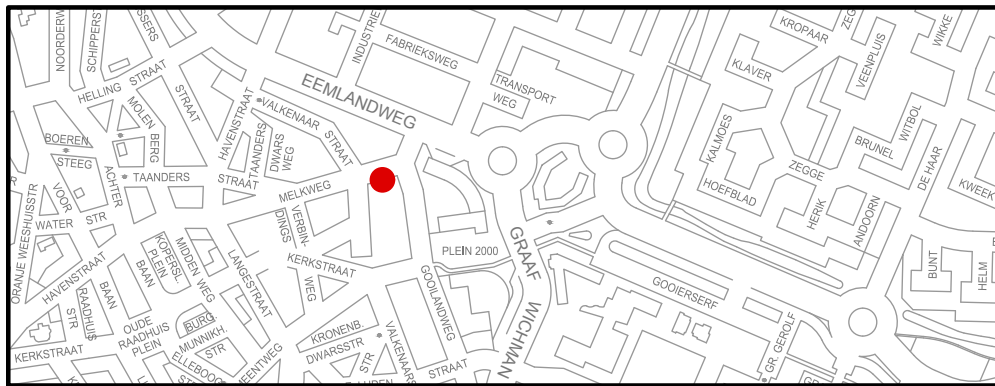 NOORDERW
SCHIPPERS
SSERS
HELLING STRAAT
STRAAT
MOLEN
BERG
BOEREN
STEEG
ACHTER
TAANDERS
STRAAT
HAVENSTRAAT
TAANDERS
DWARS
WEG
VALKENAAR STRAAT
EEMLANDWEG
INDUSTRIE
FABRIEKSWEG
TRANSPORT
WEG
KROPAAR
ZEG
WIKKE
KLAVER
VEENPLUIS
KALMOES
WITBOL
BRUNEL
DE HAAR
ZEGGE
HOEFBLAD
HERIK
ANDOORN
KWEEK
ORANJE WEESHUISSTR
VOOR
WATER STR
MELKWEG
VERBIN-
DINGS
WEG
KERKSTRAAT
PLEIN 2000
GRAAF WICHMAN
GOOIERSERF
BUNT
HELM
HAVENSTRAAT
KOPERSL.
PLEIN
BAAN
MIDDEN WEG
LANGESTRAAT
GOOILANDWEG
RAADHUIS
STR
BAAN
KERKSTRAAT
OUDE
RAADHUIS
PLEIN
BURG.
MUNNIKH.
STR
ELLEBOOG
MEENTWEG
KRONENB.
DWARSSTR
STR
VALKENAARS
STRAAT
GR. GEROLF